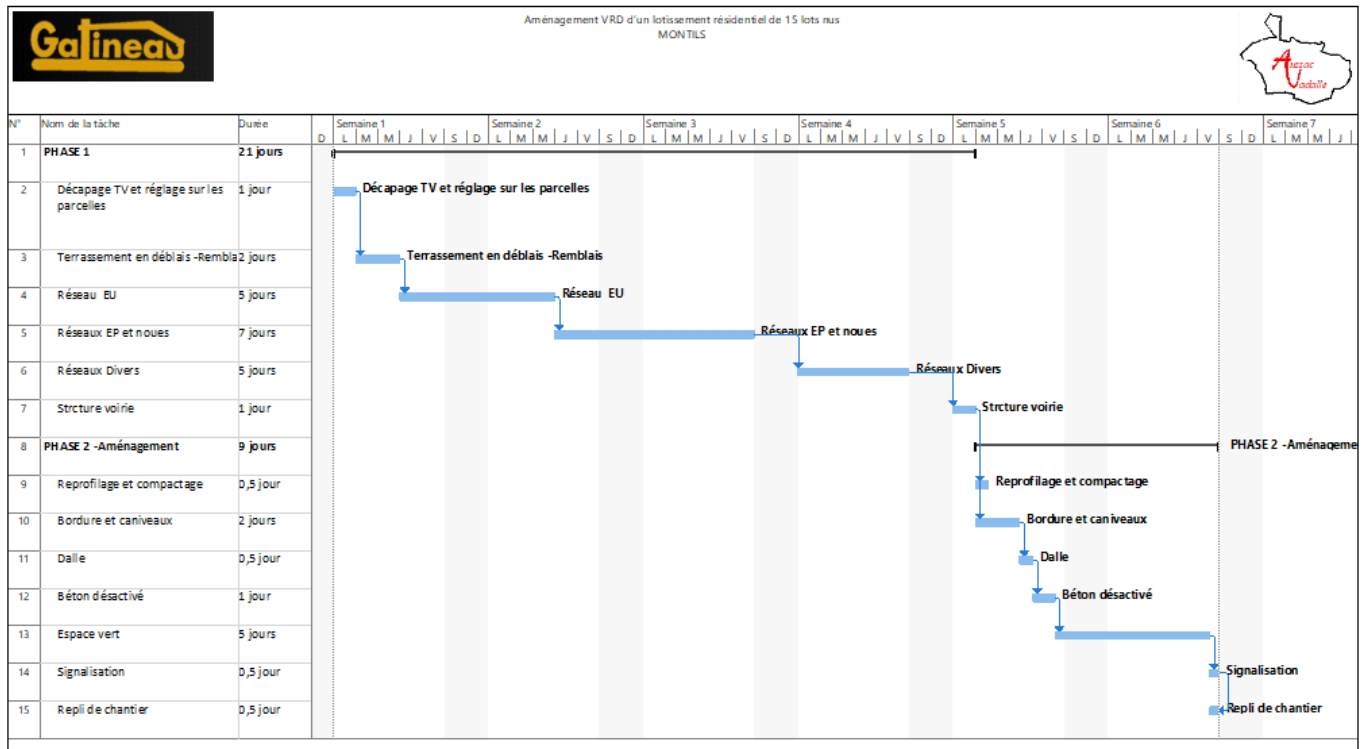 Gatineau
Aménagement VRD d'un lotissement résidentiel de 15 lots nus
MONTILS
N° Nom de la tâche Durée
Semaine 1 Semaine 2 Semaine 3 Semaine 4 Semaine 5 Semaine 6 Semaine 7
D L M M J V S D L M M J V S D L M M J V S D L M M J V S D L M M J V S D L M M J V S D L M M J
1 PHASE 1 21 jours
2 Décapage TV et réglage sur les 1 jour Décapage TV et réglage sur les parcelles
parcelles
3 Terrassement en déblais -Rembla 2 jours Terrassement en déblais -Remblais
4 Réseau EU 5 jours Réseau EU
5 Réseaux EP et noues 7 jours Réseaux EP et noues
6 Réseaux Divers 5 jours Réseaux Divers
7 Strcture voirie 1 jour Strcture voirie
8 PHASE 2 -Aménagement 9 jours PHASE 2 -Aménageme
9 Reprofilage et compactage 0,5 jour Reprofilage et compactage
10 Bordure et caniveaux 2 jours Bordure et caniveaux
11 Dalle 0,5 jour Dalle
12 Béton désactivé 1 jour Béton désactivé
13 Espace vert 5 jours
14 Signalisation 0,5 jour Signalisation
15 Repli de chantier 0,5 jour Repli de chantier